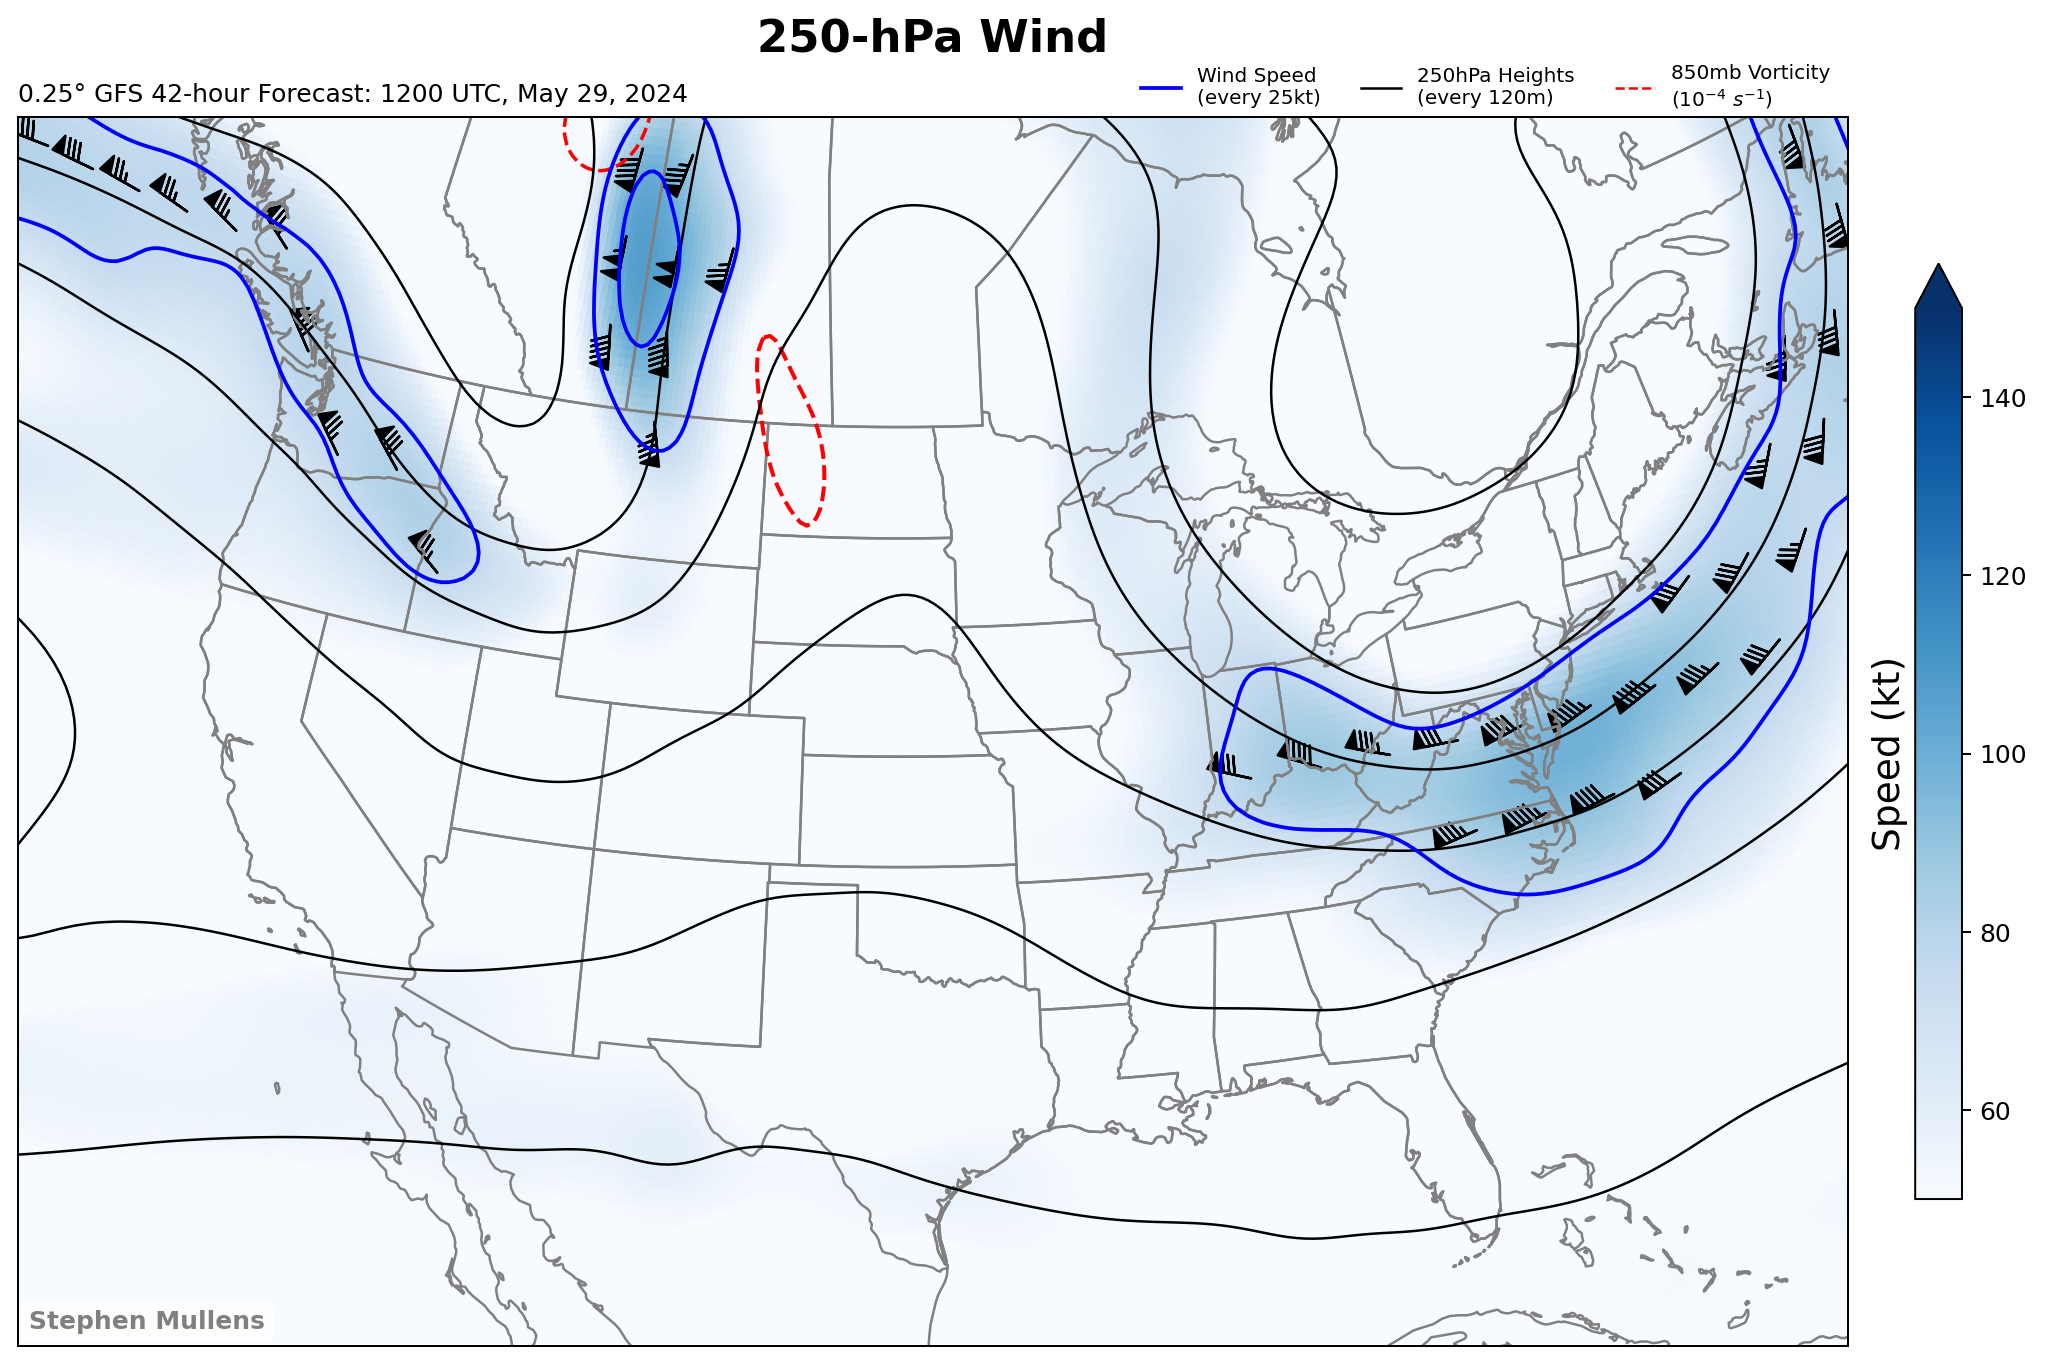 250-hPa Wind
0.25° GFS 42-hour Forecast: 1200 UTC, May 29, 2024
Wind Speed
(every 25kt)
250hPa Heights
(every 120m)
850mb Vorticity
(10⁻⁴ s⁻¹)
140
120
100
80
60
Speed (kt)
Stephen Mullens